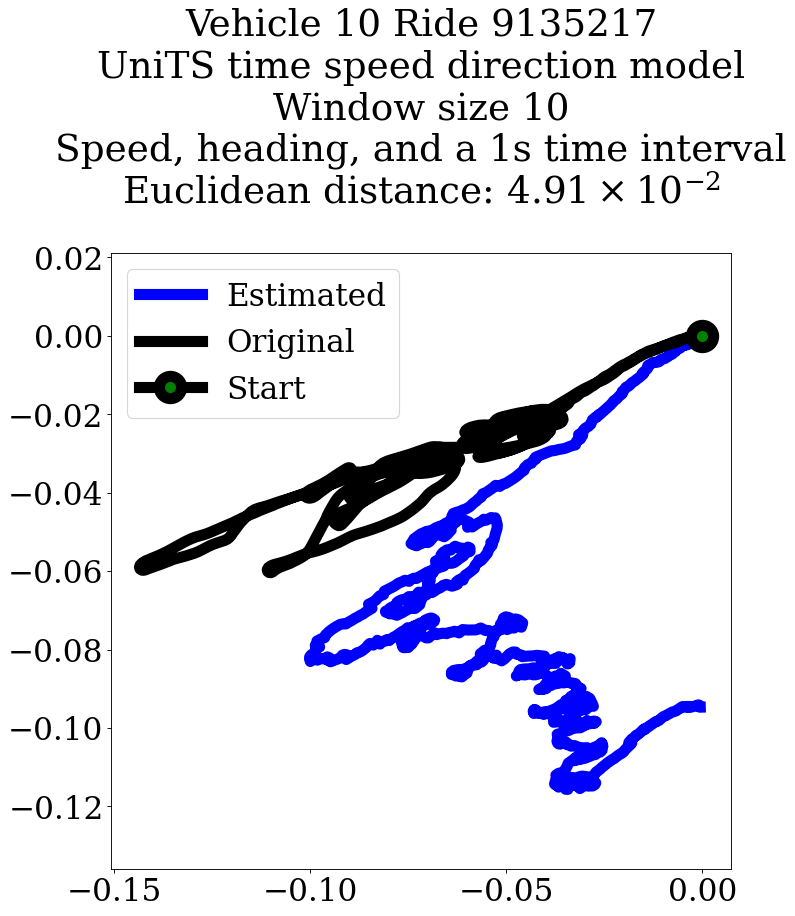 Vehicle 10 Ride 9135217
UniTS time speed direction model
Window size 10
Speed, heading, and a 1s time interval
Euclidean distance: 4.91 × 10⁻²
0.02
0.00
−0.02
−0.04
−0.06
−0.08
−0.10
−0.12
Estimated
Original
Start
−0.15 −0.10 −0.05 0.00